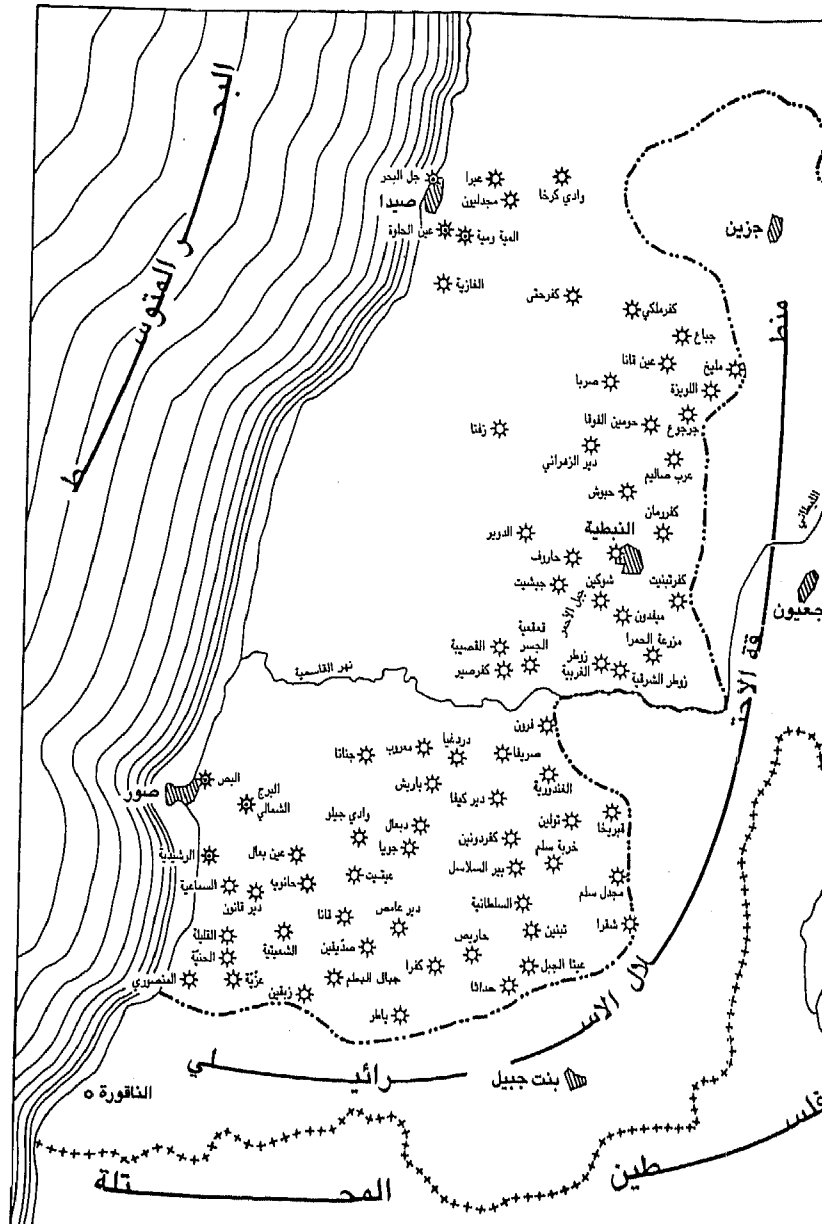 البحر المتوسط
جل البحر
عبرا
وادي كرخا
صيدا
مجدليون
جزين
عين الحلوة
المية ومية
الغازية
كفرحتى
كفرملكي
جباع
عين قانا
مليخ
صربا
اللويزة
زفتا
حومين الفوقا
جرجوع
دير الزهراني
عرب صاليم
حبوش
كفررمان
الليطاني
الدوير
النبطية
حاروف
جبشيت
شوكين
كفرتبنيت
جعيون
جبل الأحمر
ميفدون
قعقعية
الجسر
القصيبة
مزرعة الحمرا
كفرصير
زوطر
الغربية
زوطر الشرقية
نهر القاسمية
فرون
دردغيا
معروب
جناتا
صريفا
البص
صور
البرج
الشمالي
باريش
دير كيفا
الغندورية
وادي جيلو
دبعال
تولين
قبريخا
كفردونين
جويا
خربة سلم
الرشيدية
عين بعال
عيتيت
بير السلاسل
مجدل سلم
السماعية
دير قانون
حانويه
السلطانية
قانا
دير عامص
تبنين
شقرا
القليلة
الشعيتية
صديقين
حاريص
الحنية
عيتا الجبل
كفرا
المنصوري
عزية
زبقين
جبال البطم
حداثا
ياطر
منطقة الاحتلال الاسرائيلي
بنت جبيل
الناقورة
فلسطين
المحتلة